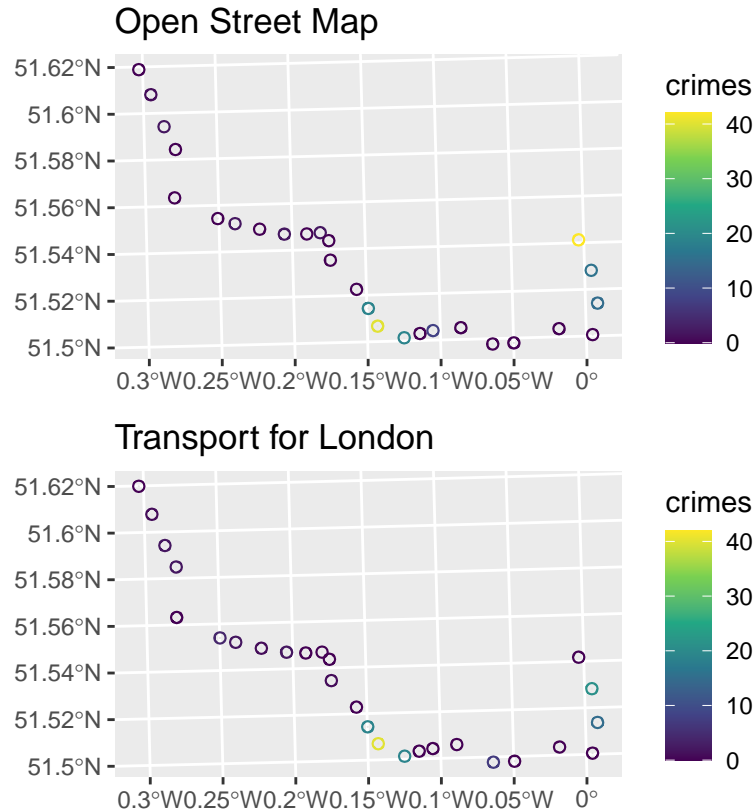 Open Street Map
51.62°N
51.6°N
51.58°N
51.56°N
51.54°N
51.52°N
51.5°N
0.3°W0.25°W0.2°W0.15°W0.1°W0.05°W 0°
crimes
40
30
20
10
0
Transport for London
51.62°N
51.6°N
51.58°N
51.56°N
51.54°N
51.52°N
51.5°N
0.3°W0.25°W0.2°W0.15°W0.1°W0.05°W 0°
crimes
40
30
20
10
0